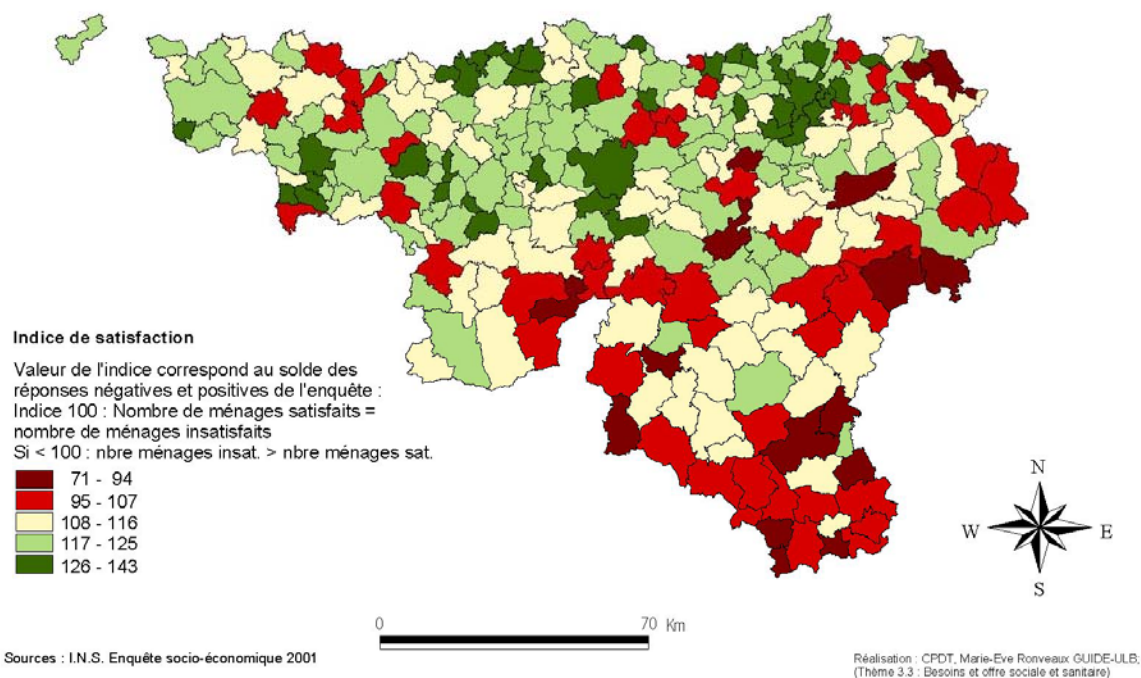 Indice de satisfaction
Valeur de l'indice correspond au solde des
réponses négatives et positives de l'enquête :
Indice 100 : Nombre de ménages satisfaits =
nombre de ménages insatisfaits
Si < 100 : nbre ménages insat. > nbre ménages sat.
71 - 94
95 - 107
108 - 116
117 - 125
126 - 143
N
W E
S
0 70 Km
Sources : I.N.S. Enquête socio-économique 2001
Réalisation : CPDT, Marie-Eve Ronveaux GUIDE-ULB;
(Thème 3.3 : Besoins et offre sociale et sanitaire)